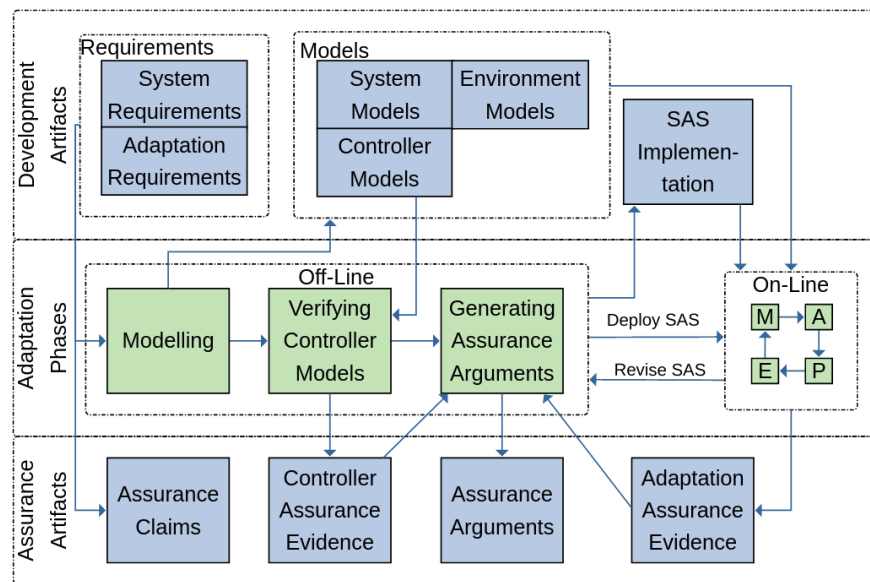 Development
Artifacts
Requirements
System
Requirements
Adaptation
Requirements
Models
System
Models
Environment
Models
Controller
Models
SAS
Implemen-
tation
Adaptation
Phases
Off-Line
Modelling
Verifying
Controller
Models
Generating
Assurance
Arguments
Deploy SAS
Revise SAS
On-Line
M
A
E
P
Assurance
Artifacts
Assurance
Claims
Controller
Assurance
Evidence
Assurance
Arguments
Adaptation
Assurance
Evidence